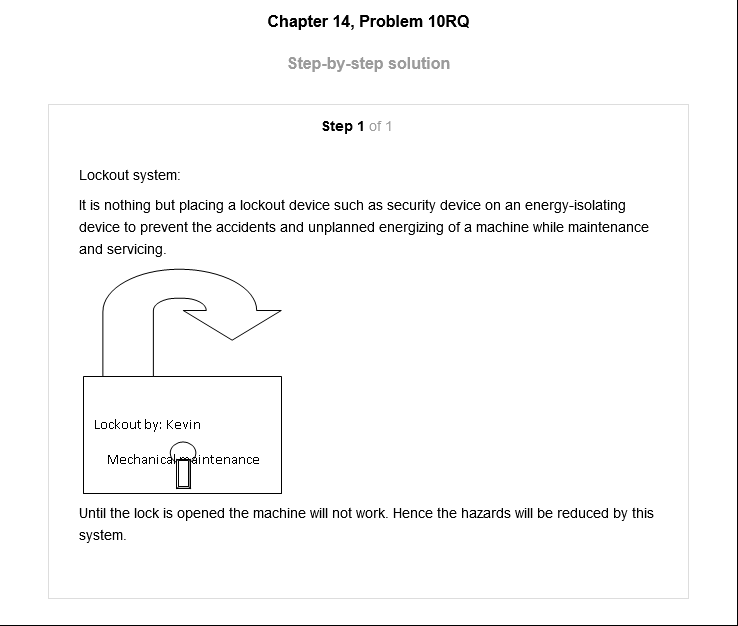 Chapter 14, Problem 10RQ
Step-by-step solution
Step 1 of 1
Lockout system:
It is nothing but placing a lockout device such as security device on an energy-isolating
device to prevent the accidents and unplanned energizing of a machine while maintenance
and servicing.
Lockout by: Kevin
Mechanical maintenance
Until the lock is opened the machine will not work. Hence the hazards will be reduced by this
system.